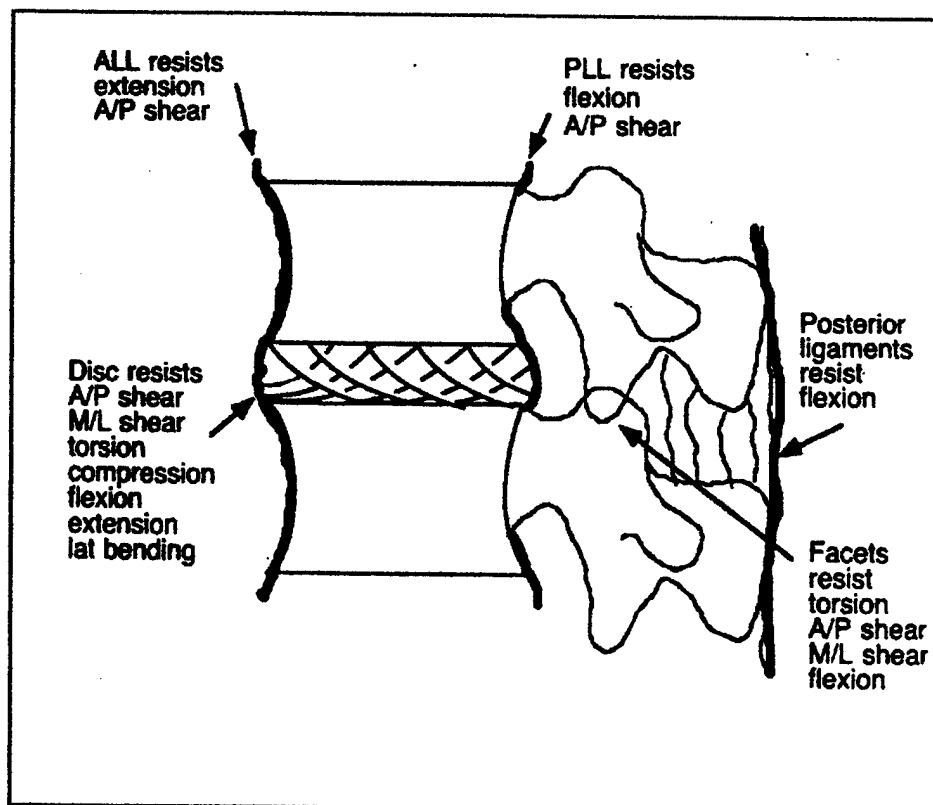 ALL resists
extension
A/P shear
PLL resists
flexion
A/P shear
Posterior
ligaments
resist
flexion
Disc resists
A/P shear
M/L shear
torsion
compression
flexion
extension
lat bending
Facets
resist
torsion
A/P shear
M/L shear
flexion